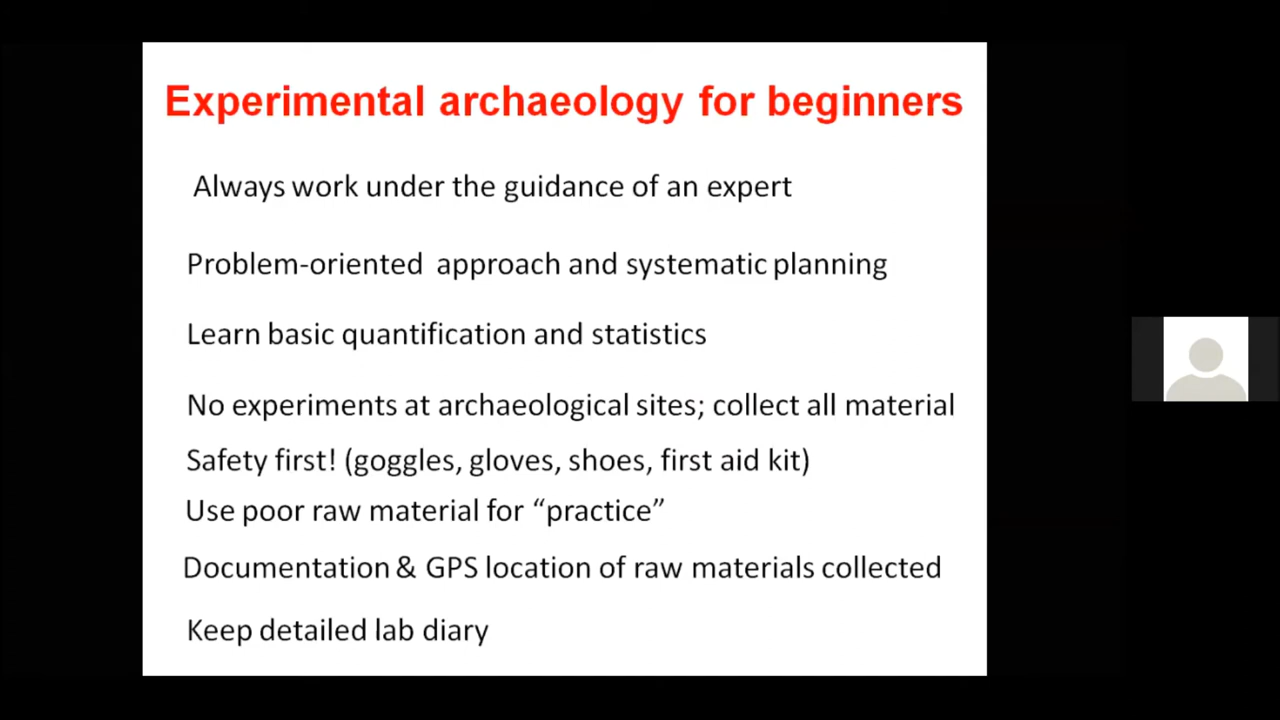 Experimental archaeology for beginners
Always work under the guidance of an expert
Problem-oriented approach and systematic planning
Learn basic quantification and statistics
No experiments at archaeological sites; collect all material
Safety first! (goggles, gloves, shoes, first aid kit)
Use poor raw material for “practice”
Documentation & GPS location of raw materials collected
Keep detailed lab diary